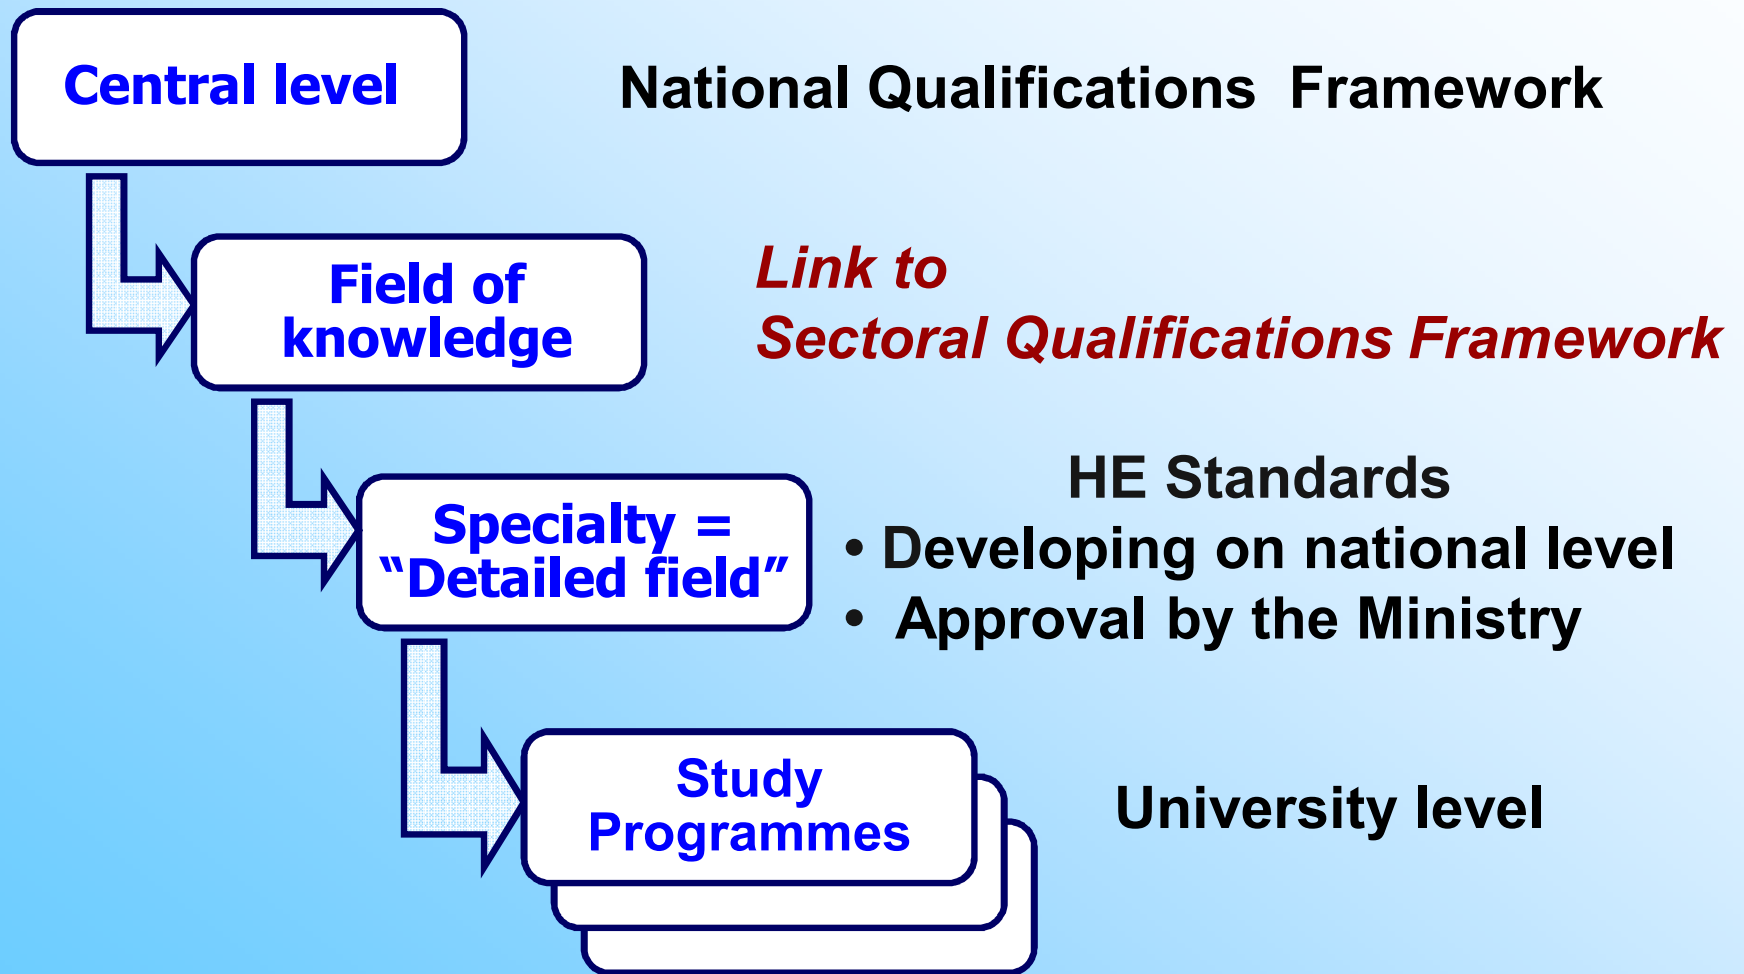 Central level
National Qualifications Framework
Field of
knowledge
Link to
Sectoral Qualifications Framework
Specialty =
“Detailed field”
HE Standards
• Developing on national level
• Approval by the Ministry
Study
Programmes
University level